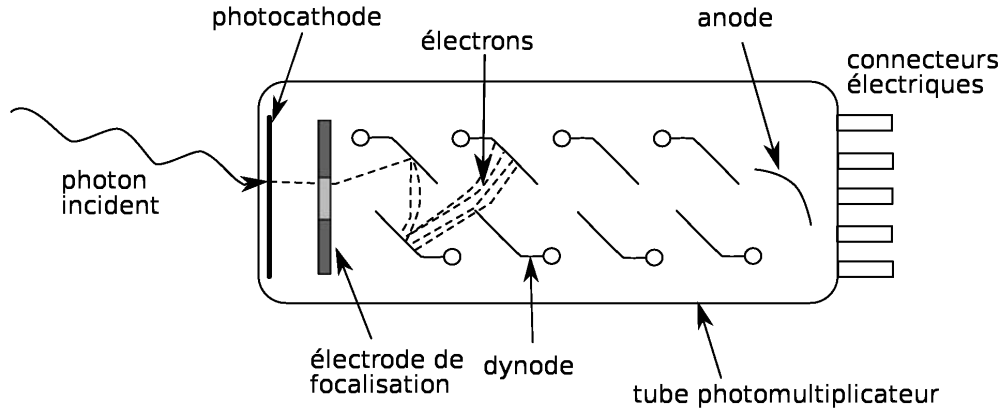 photocathode
électrons
anode
connecteurs
électriques
photon
incident
électrode de
focalisation
dynode
tube photomultiplicateur